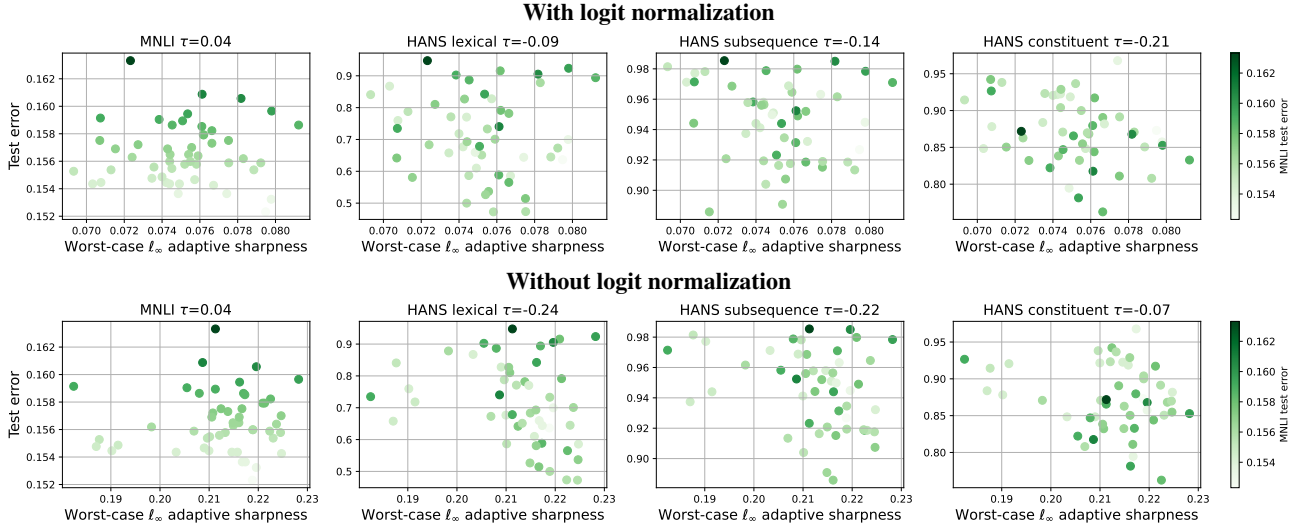 With logit normalization
MNLI τ=0.04
HANS lexical τ=-0.09
HANS subsequence τ=-0.14
HANS constituent τ=-0.21
Test error
0.162
0.160
0.158
0.156
0.154
0.152
0.070 0.072 0.074 0.076 0.078 0.080
Worst-case ℓ∞ adaptive sharpness
0.9
0.8
0.7
0.6
0.5
0.070 0.072 0.074 0.076 0.078 0.080
Worst-case ℓ∞ adaptive sharpness
0.98
0.96
0.94
0.92
0.90
0.070 0.072 0.074 0.076 0.078 0.080
Worst-case ℓ∞ adaptive sharpness
0.95
0.90
0.85
0.80
0.070 0.072 0.074 0.076 0.078 0.080
Worst-case ℓ∞ adaptive sharpness
0.162
0.160
0.158
0.156
0.154
MNLI test error
Without logit normalization
MNLI τ=0.04
HANS lexical τ=-0.24
HANS subsequence τ=-0.22
HANS constituent τ=-0.07
Test error
0.162
0.160
0.158
0.156
0.154
0.152
0.19 0.20 0.21 0.22 0.23
Worst-case ℓ∞ adaptive sharpness
0.9
0.8
0.7
0.6
0.5
0.19 0.20 0.21 0.22 0.23
Worst-case ℓ∞ adaptive sharpness
0.98
0.96
0.94
0.92
0.90
0.19 0.20 0.21 0.22 0.23
Worst-case ℓ∞ adaptive sharpness
0.95
0.90
0.85
0.80
0.19 0.20 0.21 0.22 0.23
Worst-case ℓ∞ adaptive sharpness
0.162
0.160
0.158
0.156
0.154
MNLI test error